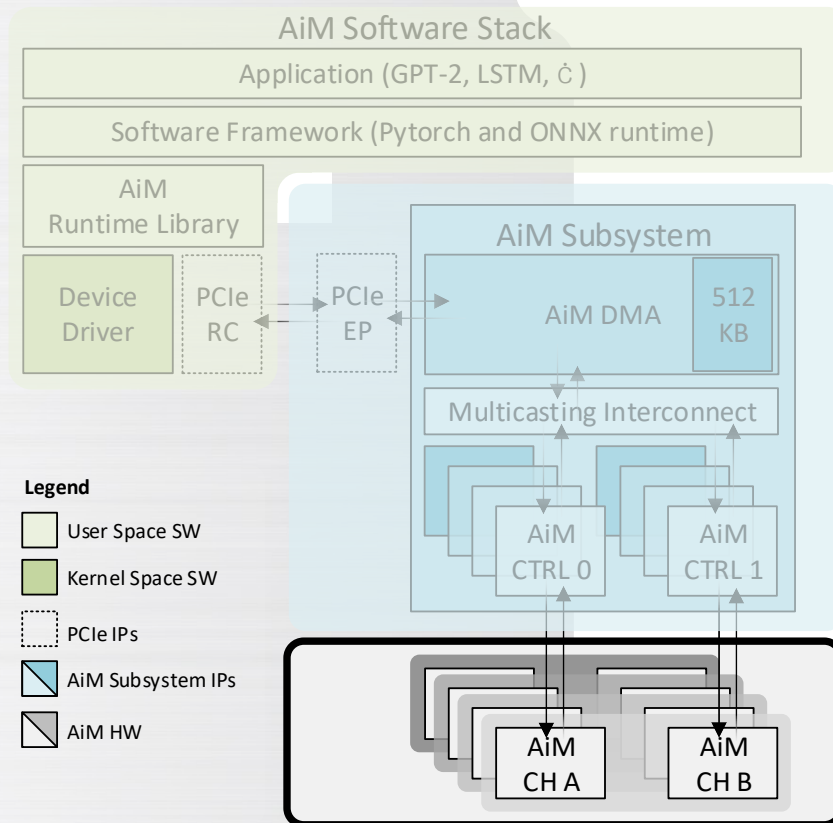 AiM Software Stack
Application (GPT-2, LSTM, Ċ )
Software Framework (Pytorch and ONNX runtime)
AiM
Runtime Library
Device
Driver
PCIe
RC
PCIe
EP
AiM Subsystem
AiM DMA
512
KB
Multicasting Interconnect
AiM
CTRL 0
AiM
CTRL 1
Legend
User Space SW
Kernel Space SW
PCIe IPs
AiM Subsystem IPs
AiM HW
AiM
CH A
AiM
CH B